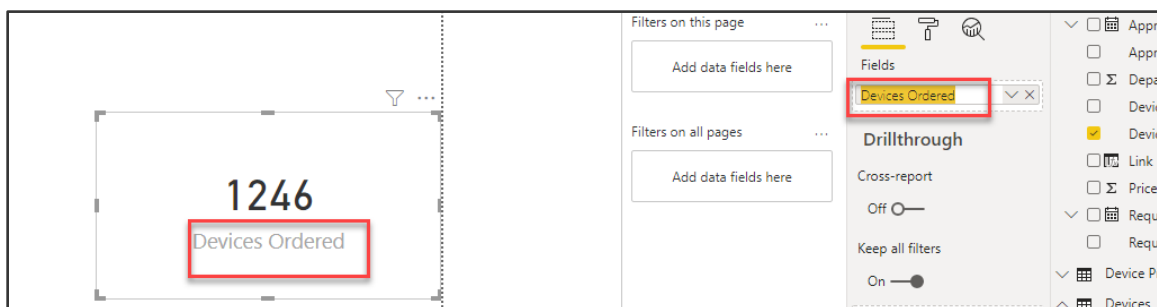 1246
Devices Ordered
Filters on this page
Add data fields here
Filters on all pages
Add data fields here
Fields
Devices Ordered
Drillthrough
Cross-report
Off
Keep all filters
On
Appr
Appr
Depa
Devi
Devi
Link
Price
Requ
Requ
Device P
Devices